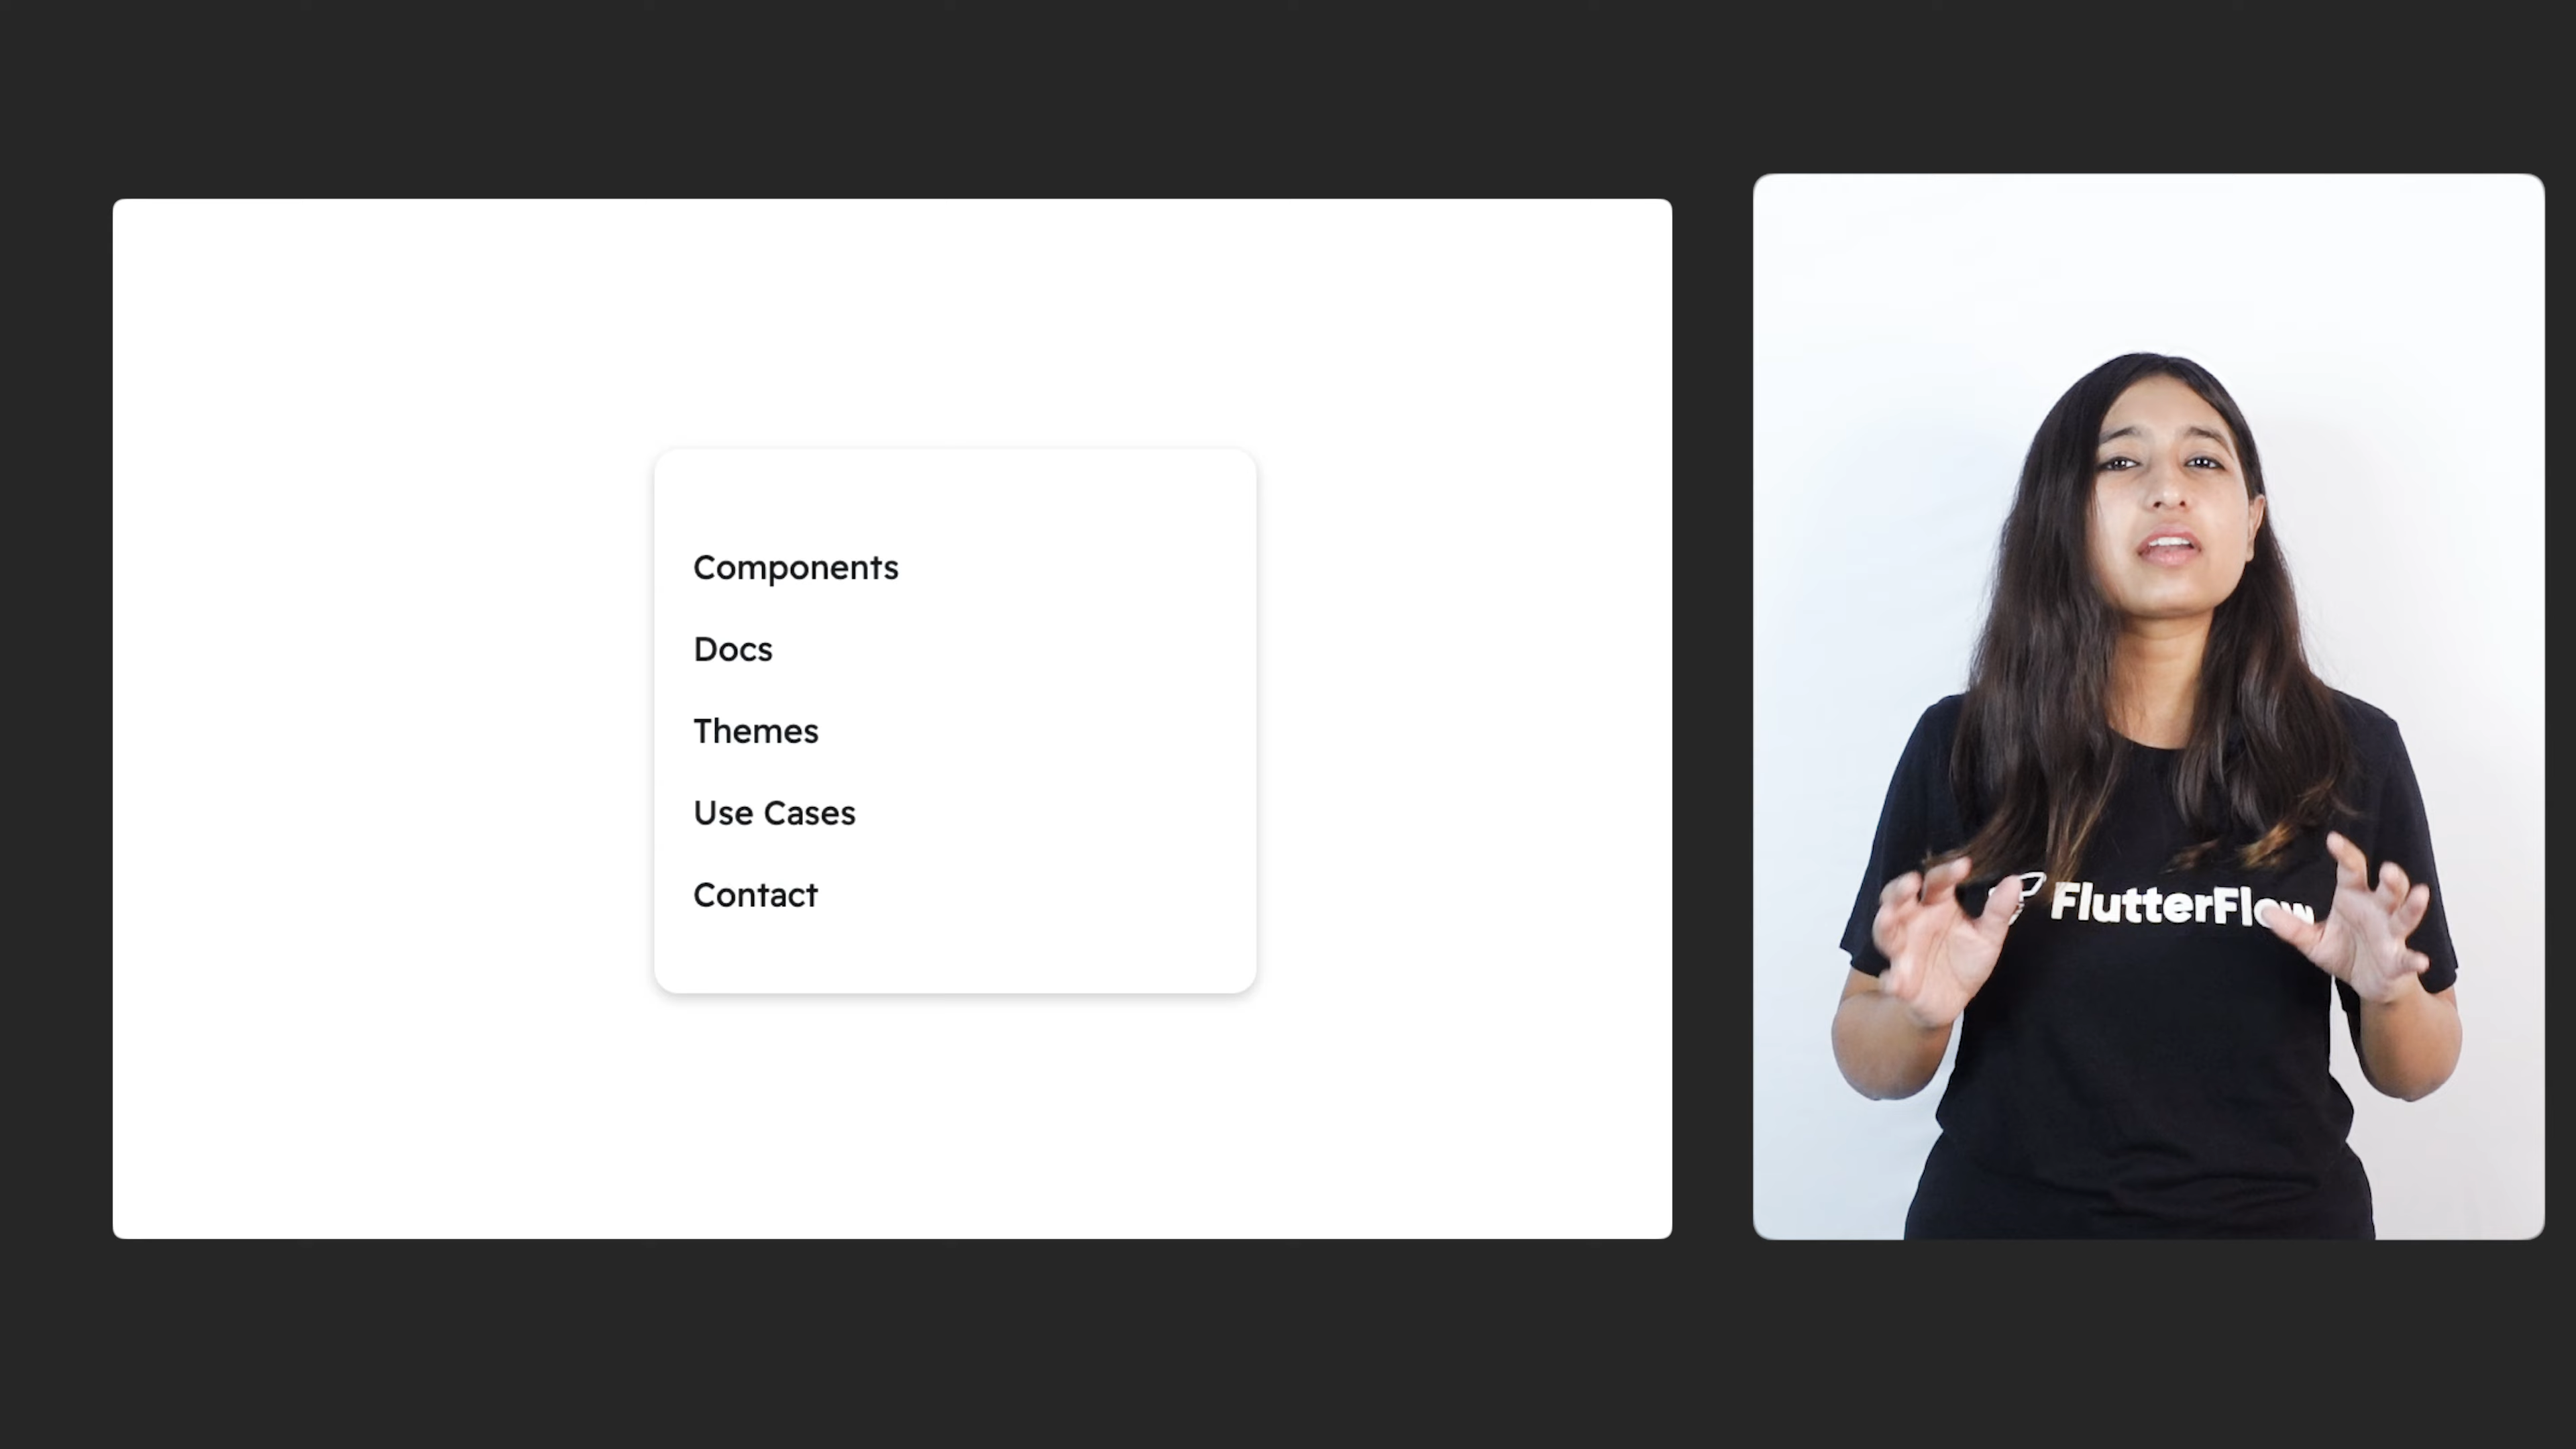 Components
Docs
Themes
Use Cases
Contact
FlutterFlow